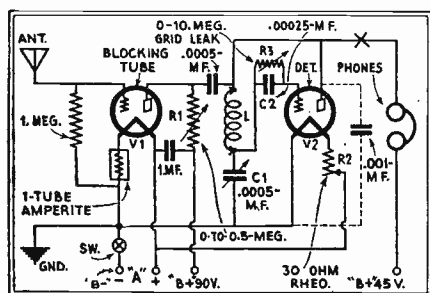 0-10. MEG.
GRID LEAK
.00025-M.F.
ANT.
BLOCKING
TUBE
.0005-
M.F.
R3
DET.
PHONES
1. MEG.
R1
L
C2
V1
V2
R2
1-TUBE
AMPERITE
1.MF.
C1
.0005-
M.F.
.001-
M.F.
SW.
0.TO 0.5-MEG.
GND.
30 OHM
RHEO.
"B-" - "A" + "B+90V.
"B+"45 V.